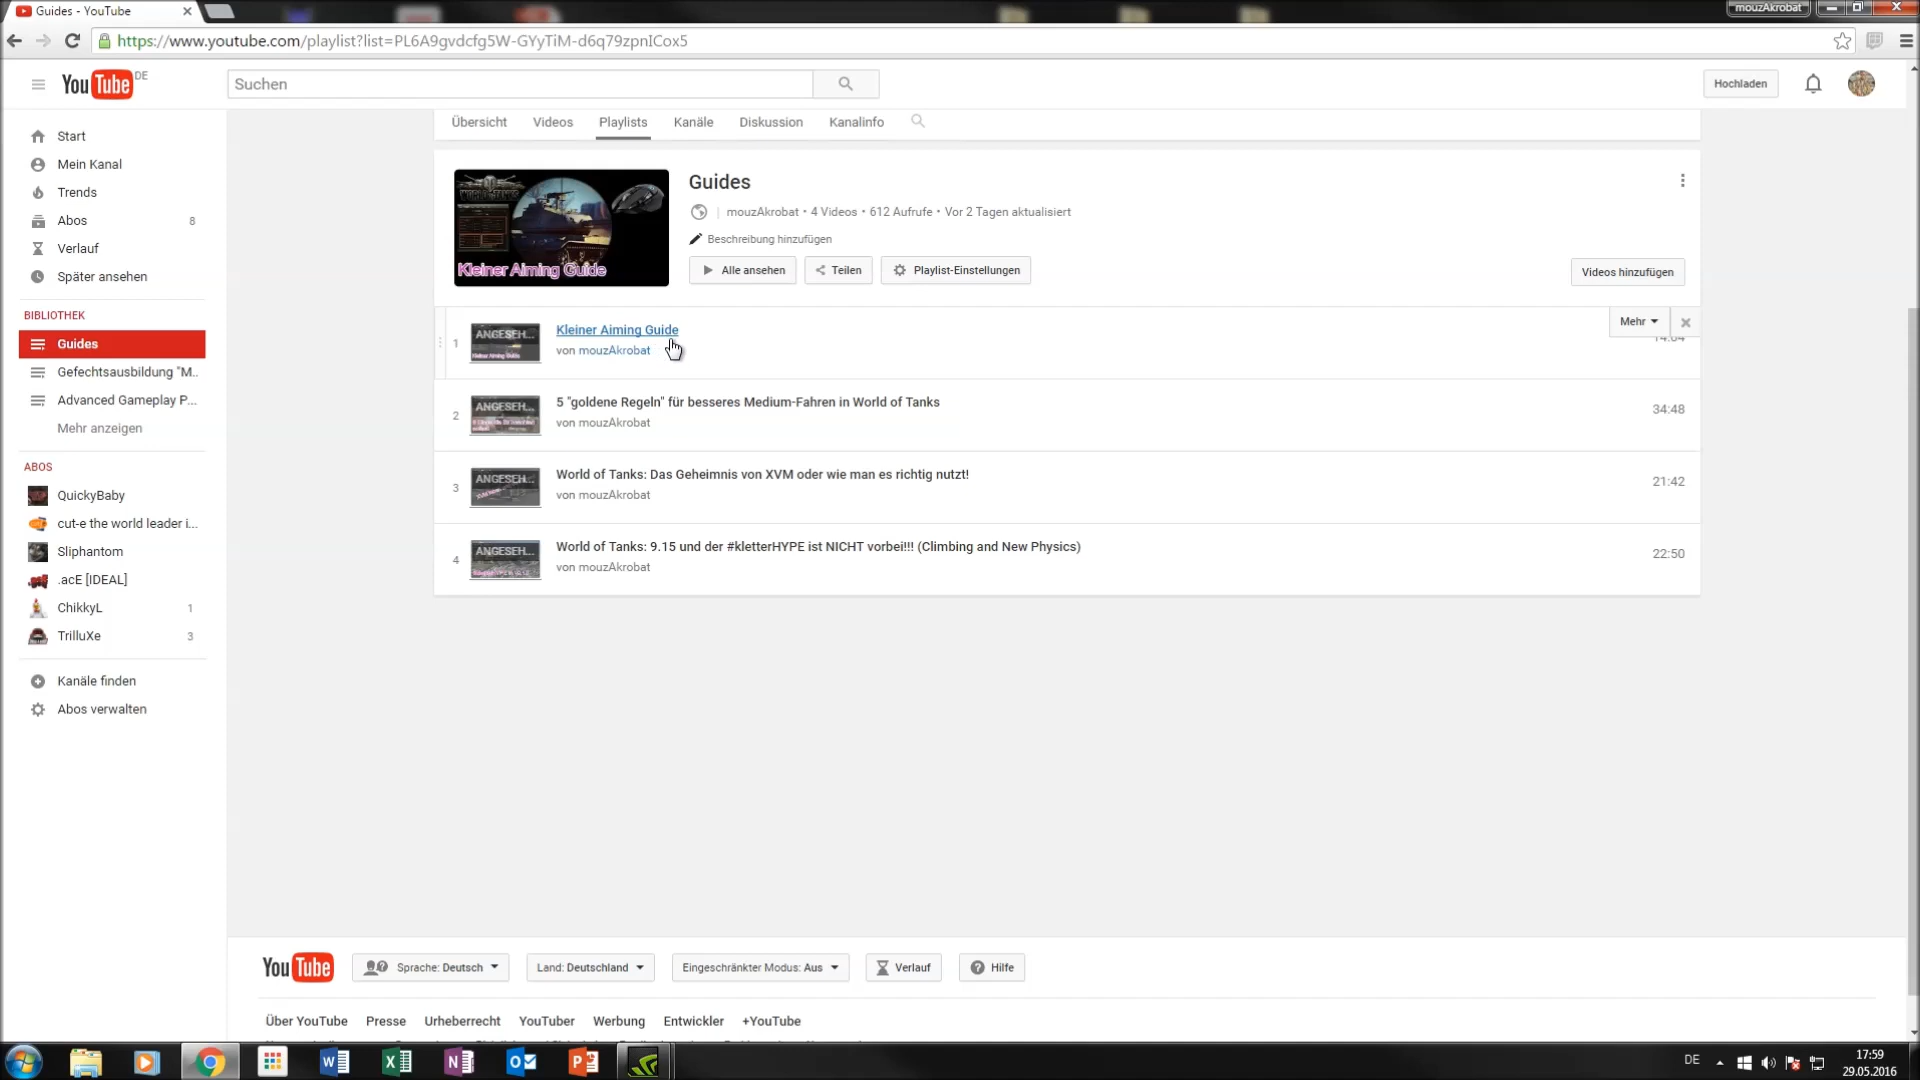 Guides - YouTube
mouzAkrobat
https://www.youtube.com/playlist?list=PL6A9gvdcfg5W-GYyTiM-d6q79zpnICox5
YouTube DE
Suchen
Hochladen
Übersicht Videos Playlists Kanäle Diskussion Kanalinfo
Start
Mein Kanal
Trends
Abos 8
Verlauf
Später ansehen
BIBLIOTHEK
Guides
Gefechtsausbildung "M..
Advanced Gameplay P...
Mehr anzeigen
ABOS
QuickyBaby
cut-e the world leader i...
Sliphantom
.acE [IDEAL]
ChikkyL 1
TrilluXe 3
Kanäle finden
Abos verwalten
Kleiner Aiming Guide
Guides
mouzAkrobat • 4 Videos • 612 Aufrufe • Vor 2 Tagen aktualisiert
Beschreibung hinzufügen
Alle ansehen Teilen Playlist-Einstellungen
Videos hinzufügen
1 ANGESEH... Kleiner Aiming Guide
von mouzAkrobat
Mehr
2 ANGESEH... 5 "goldene Regeln" für besseres Medium-Fahren in World of Tanks
von mouzAkrobat
34:48
3 ANGESEH... World of Tanks: Das Geheimnis von XVM oder wie man es richtig nutzt!
von mouzAkrobat
21:42
4 ANGESEH... World of Tanks: 9.15 und der #kletterHYPE ist NICHT vorbei!!! (Climbing and New Physics)
von mouzAkrobat
22:50
YouTube Sprache: Deutsch Land: Deutschland Eingeschränkter Modus: Aus Verlauf Hilfe
Über YouTube Presse Urheberrecht YouTuber Werbung Entwickler +YouTube
DE
17:59
29.05.2016